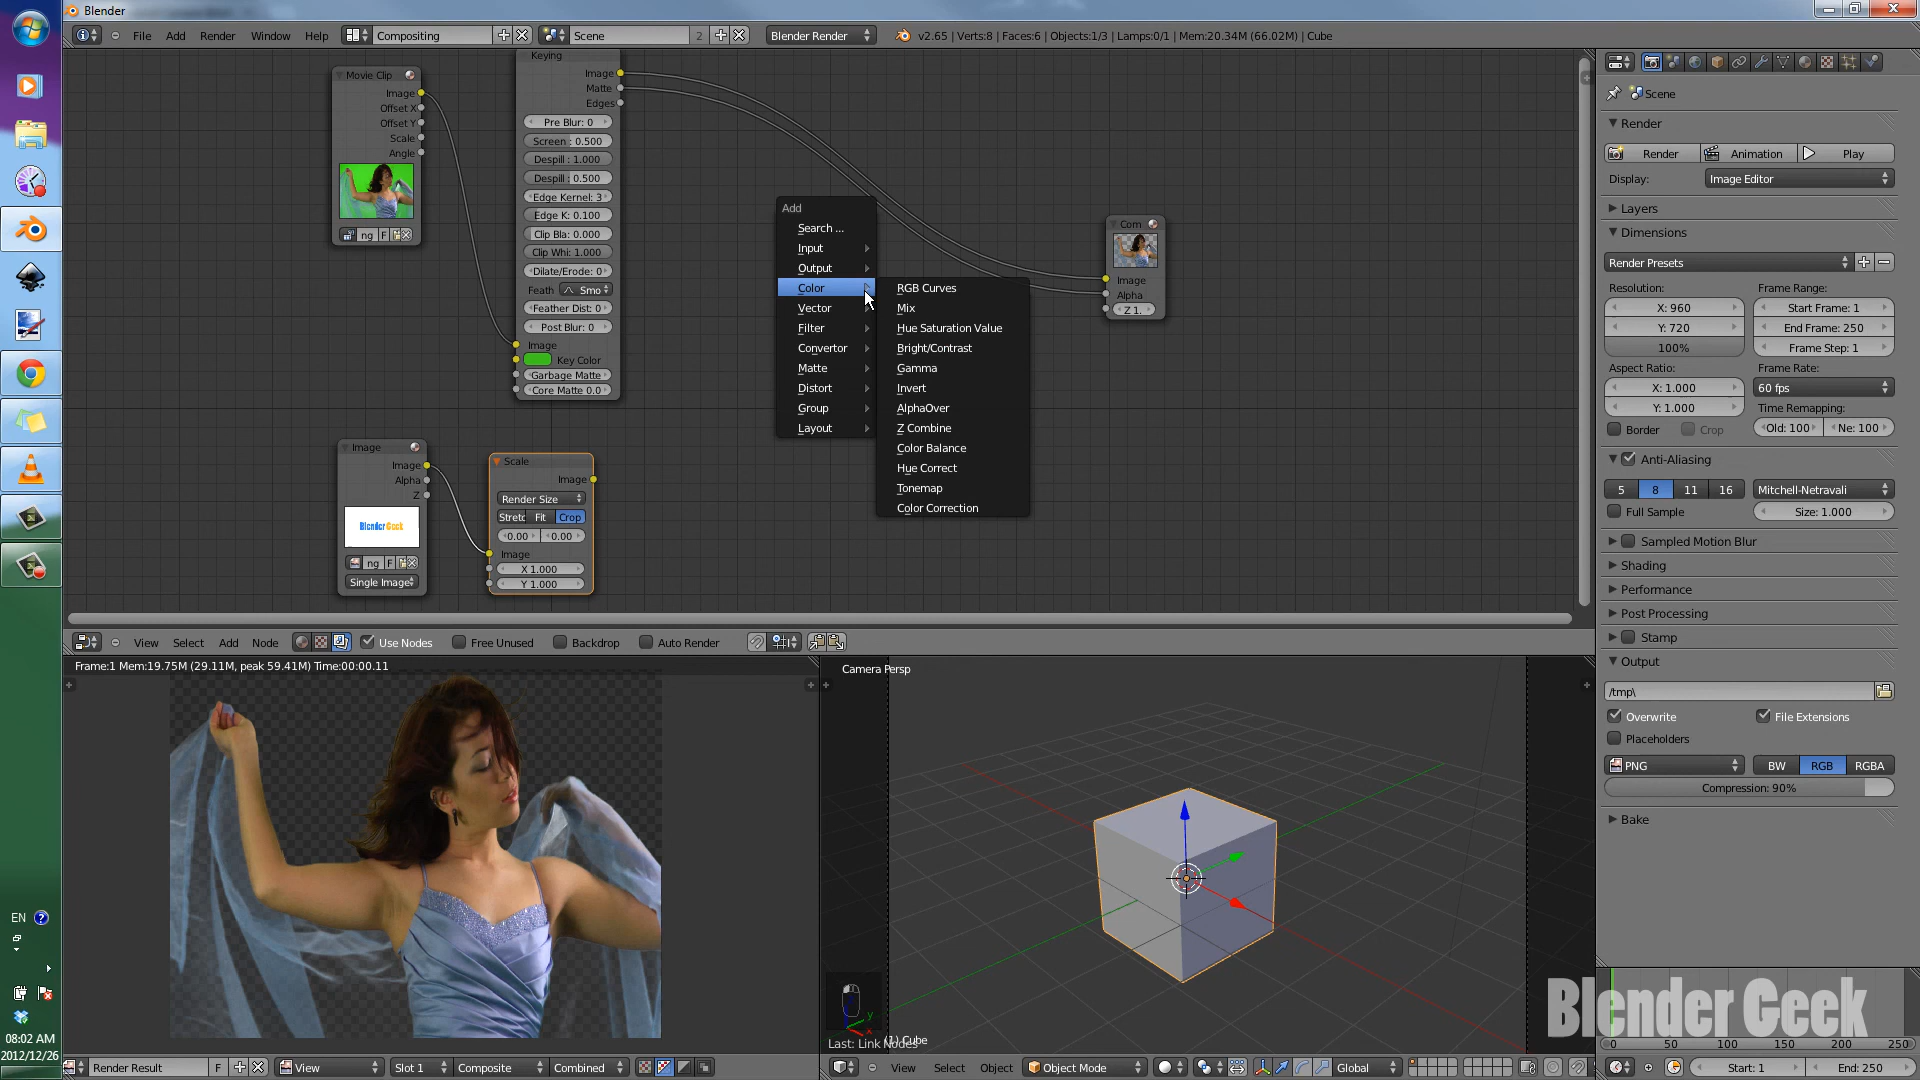 Blender
File Add Render Window Help Compositing Scene 2 Blender Render v2.65 | Verts:8 | Faces:6 | Objects:1/3 | Lamps:0/1 | Mem:20.34M (66.02M) | Cube
Movie Clip
Image
Offset X
Offset Y
Scale
Angle
ng F
Keying
Image
Matte
Edges
Pre Blur: 0
Screen : 0.500
Despill : 1.000
Despill : 0.500
Edge Kernel: 3
Edge K: 0.100
Clip Bla: 0.000
Clip Whi: 1.000
Dilate/Erode: 0
Feath Smo
Feather Dist: 0
Post Blur: 0
Image
Key Color
Garbage Matte
Core Matte 0.0
Add
Search ...
Input
Output
Color
Vector
Filter
Convertor
Matte
Distort
Group
Layout
RGB Curves
Mix
Hue Saturation Value
Bright/Contrast
Gamma
Invert
AlphaOver
Z Combine
Color Balance
Hue Correct
Tonemap
Color Correction
Com
Image
Alpha
Z 1.
Image
Image
Alpha
Z
Blender Geek
ng F
Single Image
Scale
Image
Render Size
Stretc Fit Crop
0.00 0.00
Image
X 1.000
Y 1.000
View Select Add Node Use Nodes Free Unused Backdrop Auto Render
Frame:1 Mem:19.75M (29.11M, peak 59.41M) Time:00:00.11
Camera Persp
y
x
Last: Link Nodes
(1) Cube
Render Result F View Slot 1 Composite Combined
View Select Object Object Mode Global
Scene
Render
Render Animation Play
Display: Image Editor
Layers
Dimensions
Render Presets
Resolution: Frame Range:
X: 960 Start Frame: 1
Y: 720 End Frame: 250
100% Frame Step: 1
Aspect Ratio: Frame Rate:
X: 1.000 60 fps
Y: 1.000 Time Remapping:
Border Crop Old: 100 Ne: 100
Anti-Aliasing
5 8 11 16 Mitchell-Netravali
Full Sample Size: 1.000
Sampled Motion Blur
Shading
Performance
Post Processing
Stamp
Output
/tmp\
Overwrite File Extensions
Placeholders
PNG BW RGB RGBA
Compression: 90%
Bake
Blender Geek
0 50 100 150 200 250
Start: 1 End: 250
EN
08:02 AM
2012/12/26